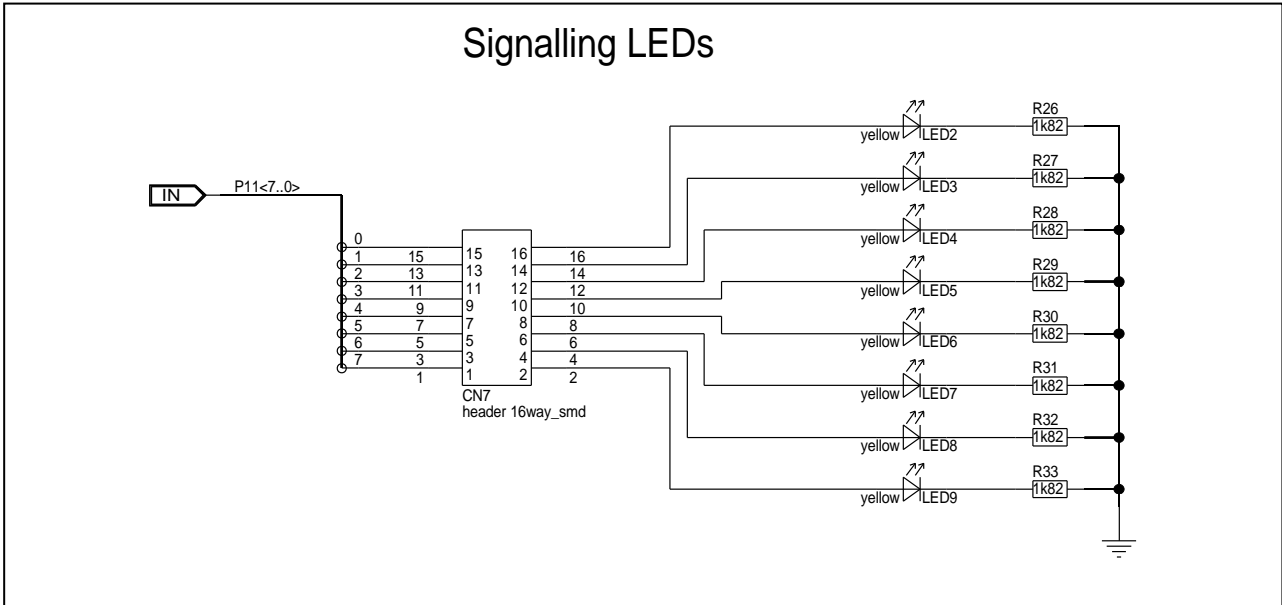 Signalling LEDs
IN P11<7..0>
R26
yellow LED2 1k82
R27
yellow LED3 1k82
R28
yellow LED4 1k82
R29
yellow LED5 1k82
R30
yellow LED6 1k82
R31
yellow LED7 1k82
R32
yellow LED8 1k82
R33
yellow LED9 1k82
0
1 15 15 16 16
2 13 13 14 14
3 11 11 12 12
4 9 9 10 10
5 7 7 8 8
6 5 5 6 6
7 3 3 4 4
1 1 2 2
CN7
header 16way_smd